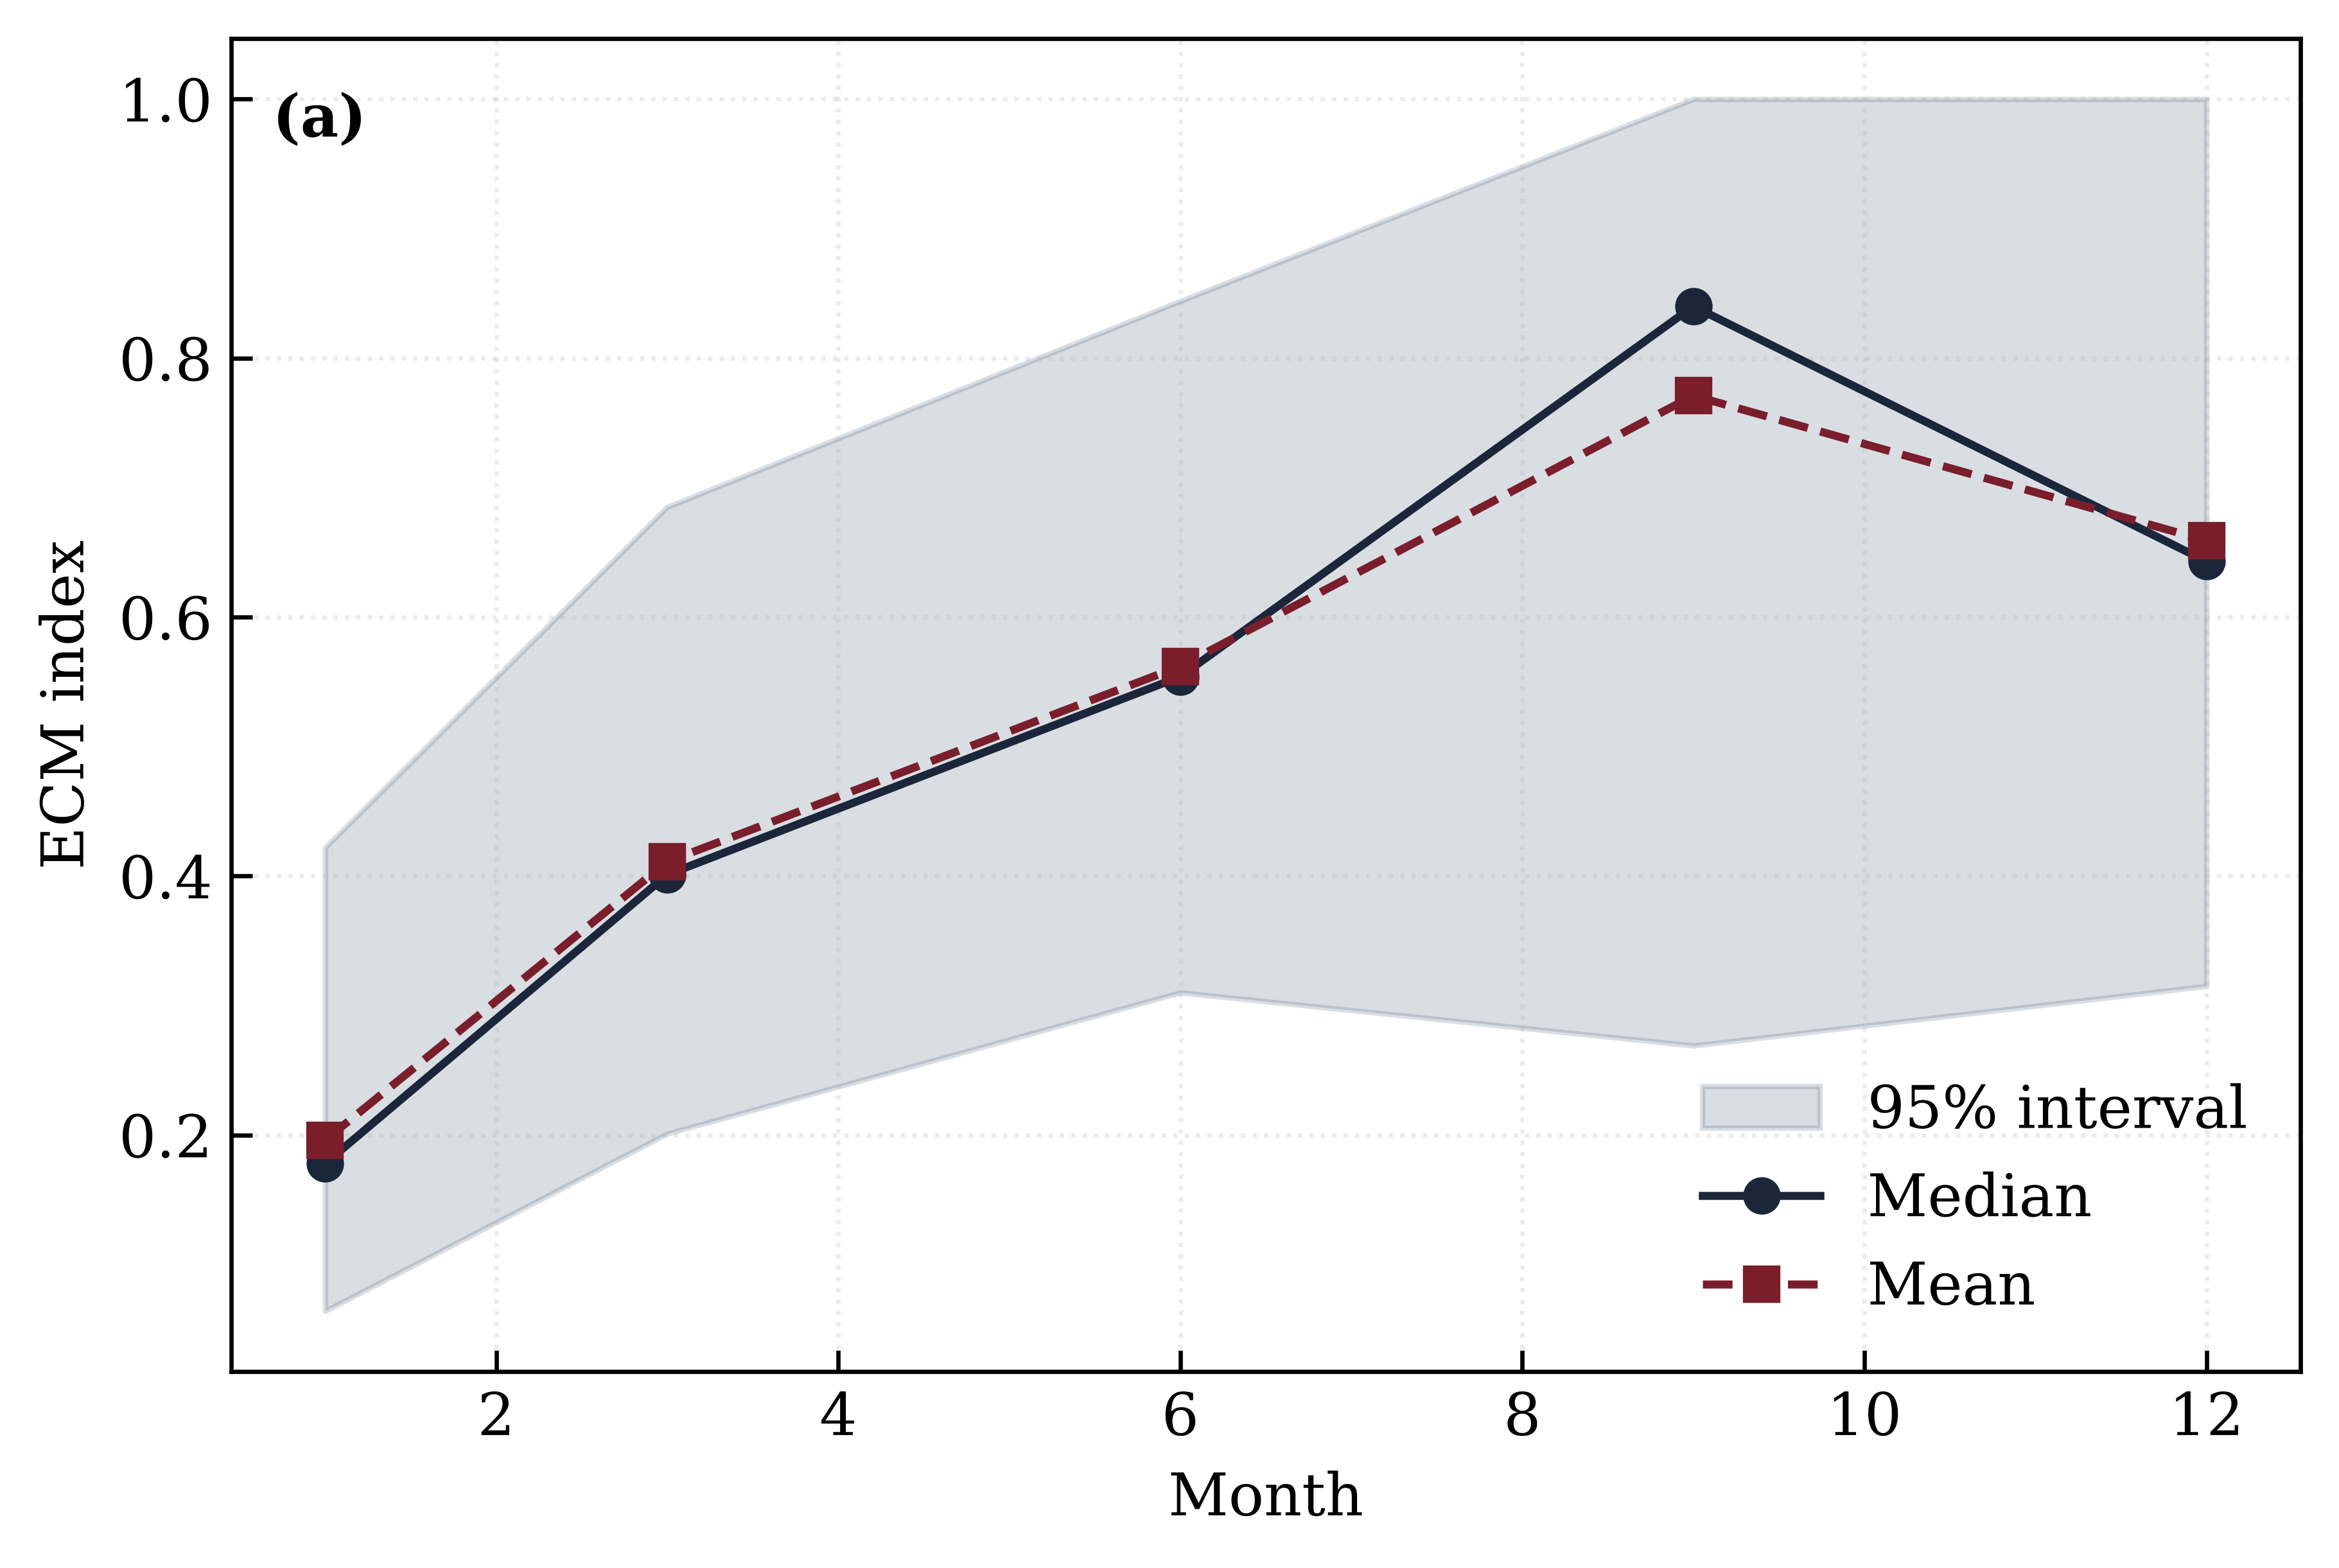 (a)
1.0
0.8
0.6
0.4
0.2
ECM index
95% interval
Median
Mean
2 4 6 8 10 12
Month